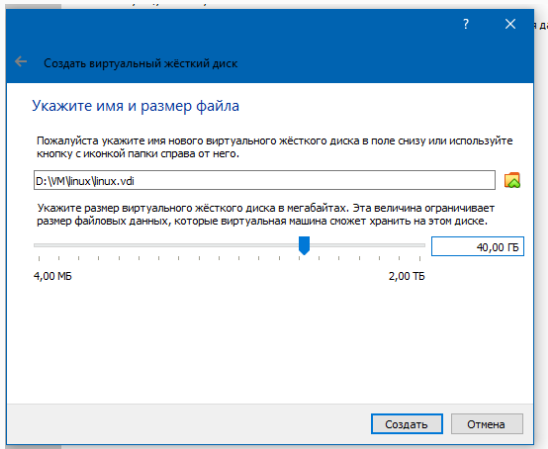 ?
×
Создать виртуальный жёсткий диск
Укажите имя и размер файла
Пожалуйста укажите имя нового виртуального жёсткого диска в поле снизу или используйте
кнопку с иконкой папки справа от него.
D:\VM\linux\linux.vdi
Укажите размер виртуального жёсткого диска в мегабайтах. Эта величина ограничивает
размер файловых данных, которые виртуальная машина сможет хранить на этом диске.
40,00 ГБ
4,00 МБ 2,00 ТБ
Создать Отмена